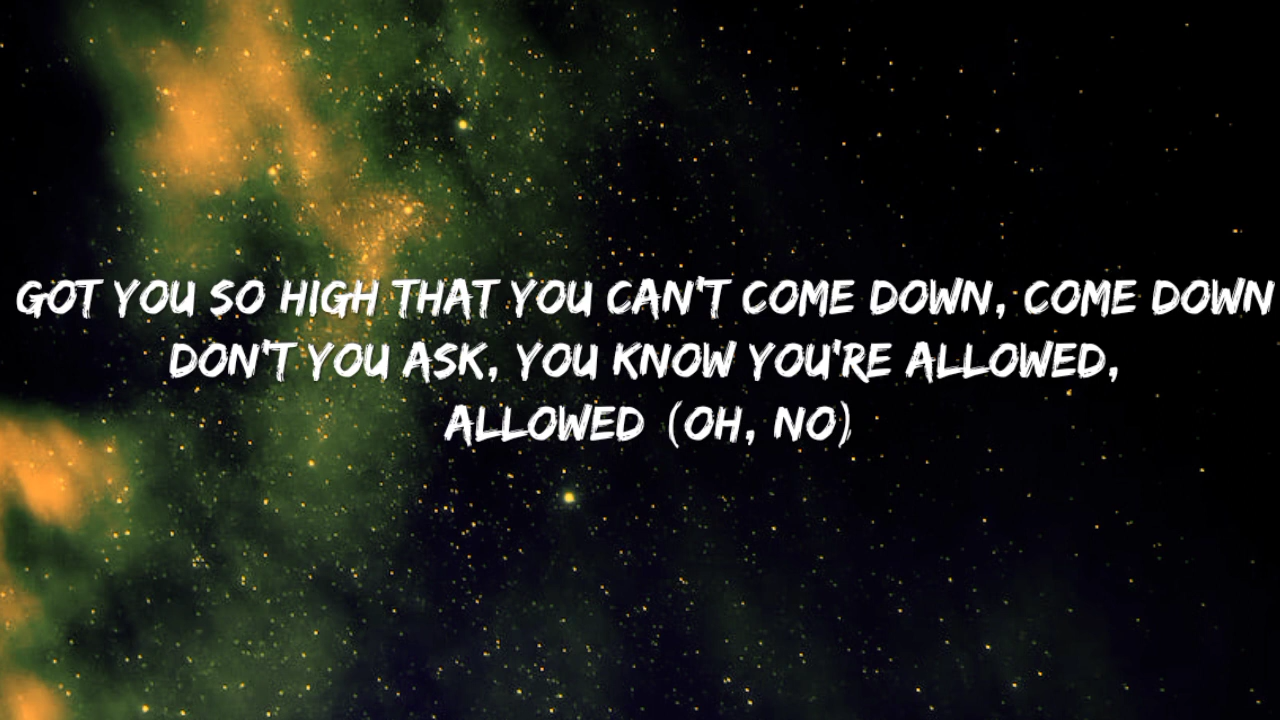 GOT YOU SO HIGH THAT YOU CAN'T COME DOWN, COME DOWN
DON'T YOU ASK, YOU KNOW YOU'RE ALLOWED,
ALLOWED (OH, NO)